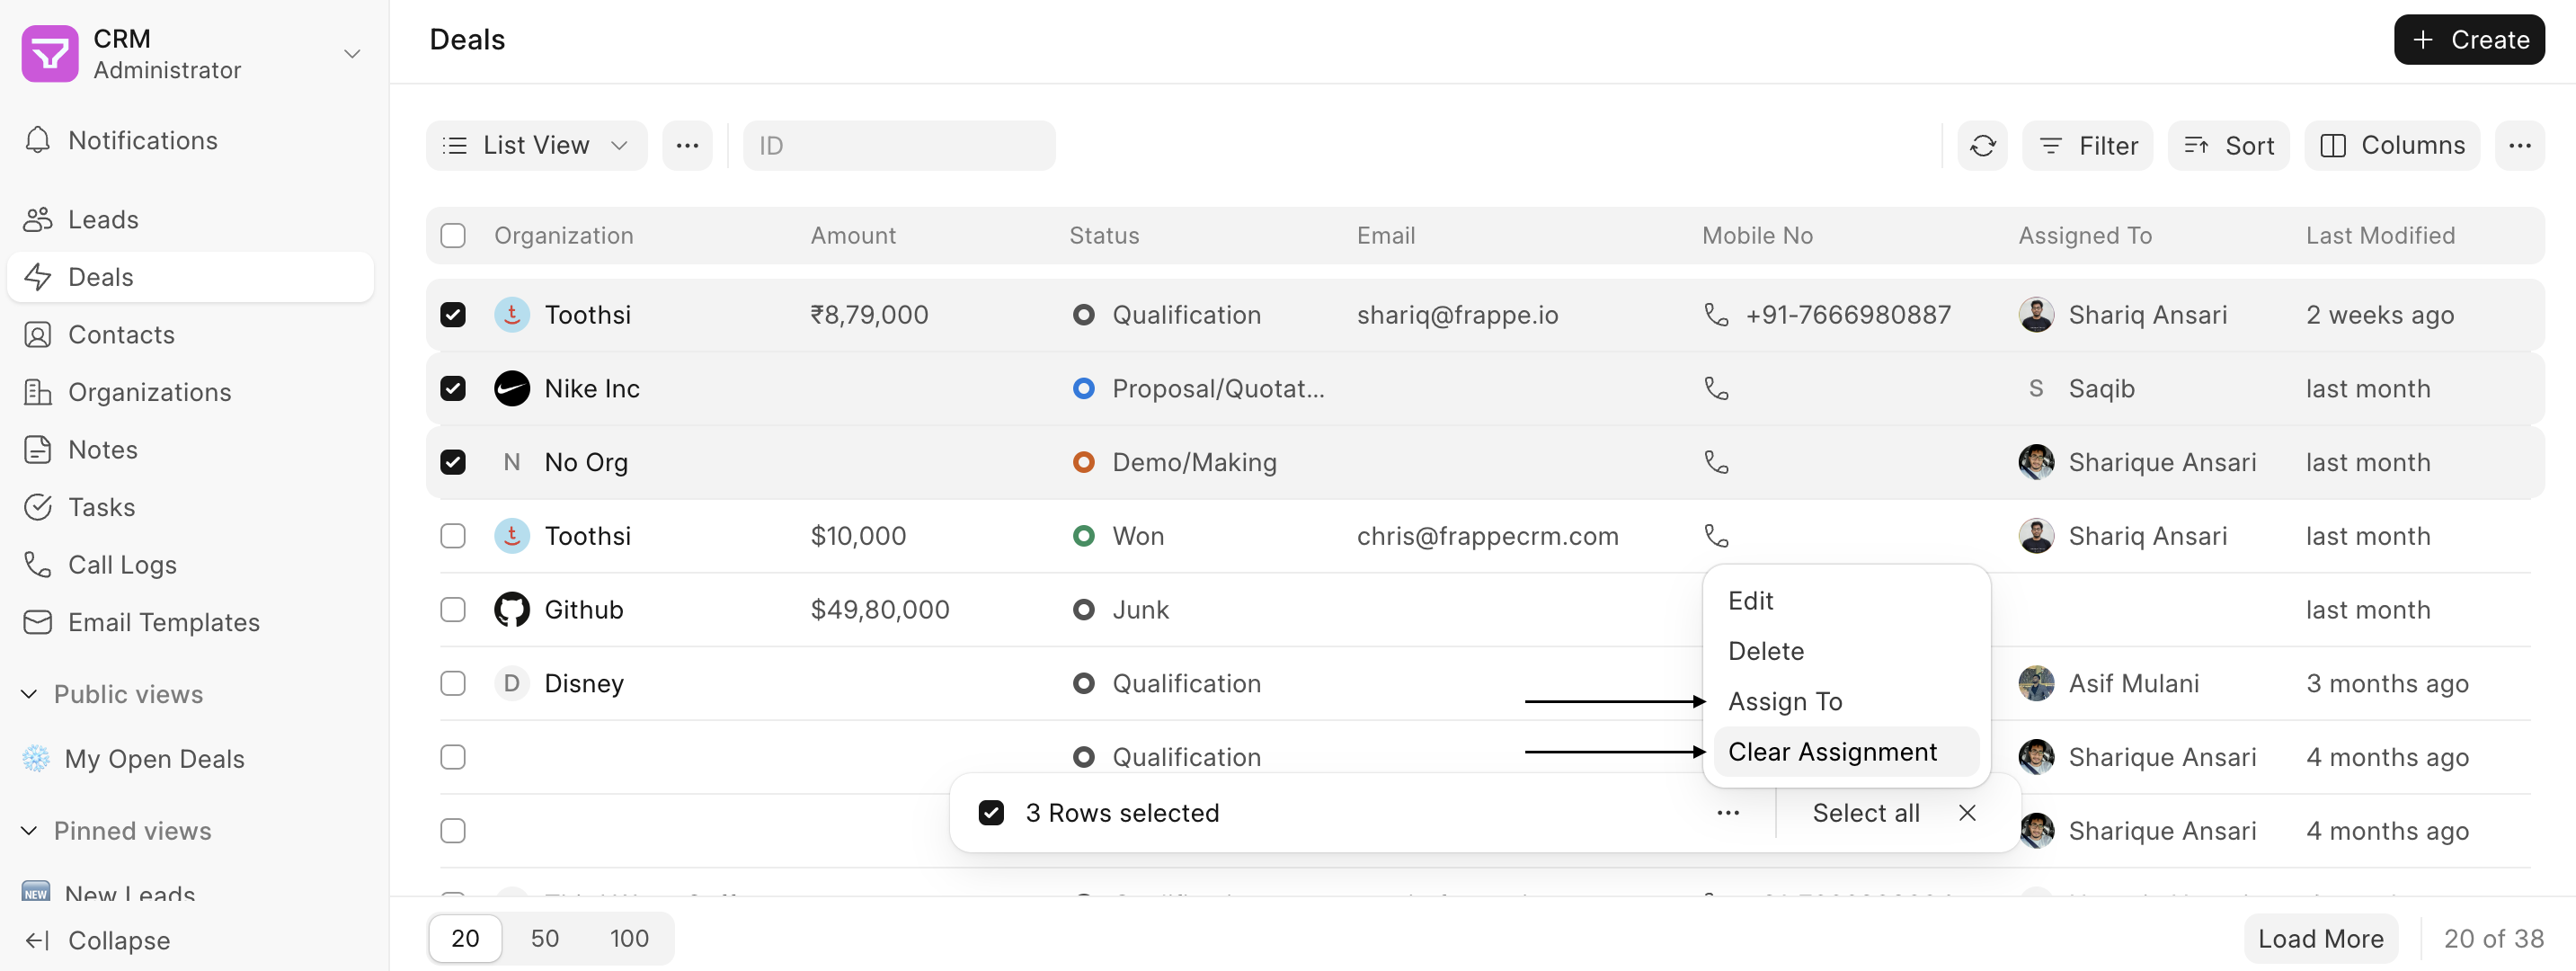 CRM
Administrator
Notifications
Leads
Deals
Contacts
Organizations
Notes
Tasks
Call Logs
Email Templates
Public views
My Open Deals
Pinned views
NEW New Leads
Collapse
Deals
+ Create
List View
ID
Filter
Sort
Columns
Organization Amount Status Email Mobile No Assigned To Last Modified
t Toothsi ₹8,79,000 Qualification shariq@frappe.io +91-7666980887 Shariq Ansari 2 weeks ago
Nike Inc Proposal/Quotat... S Saqib last month
N No Org Demo/Making Sharique Ansari last month
t Toothsi $10,000 Won chris@frappecrm.com Shariq Ansari last month
Github $49,80,000 Junk last month
D Disney Qualification Asif Mulani 3 months ago
Qualification Sharique Ansari 4 months ago
Sharique Ansari 4 months ago
Edit
Delete
Assign To
Clear Assignment
3 Rows selected
Select all
20 50 100
Load More
20 of 38